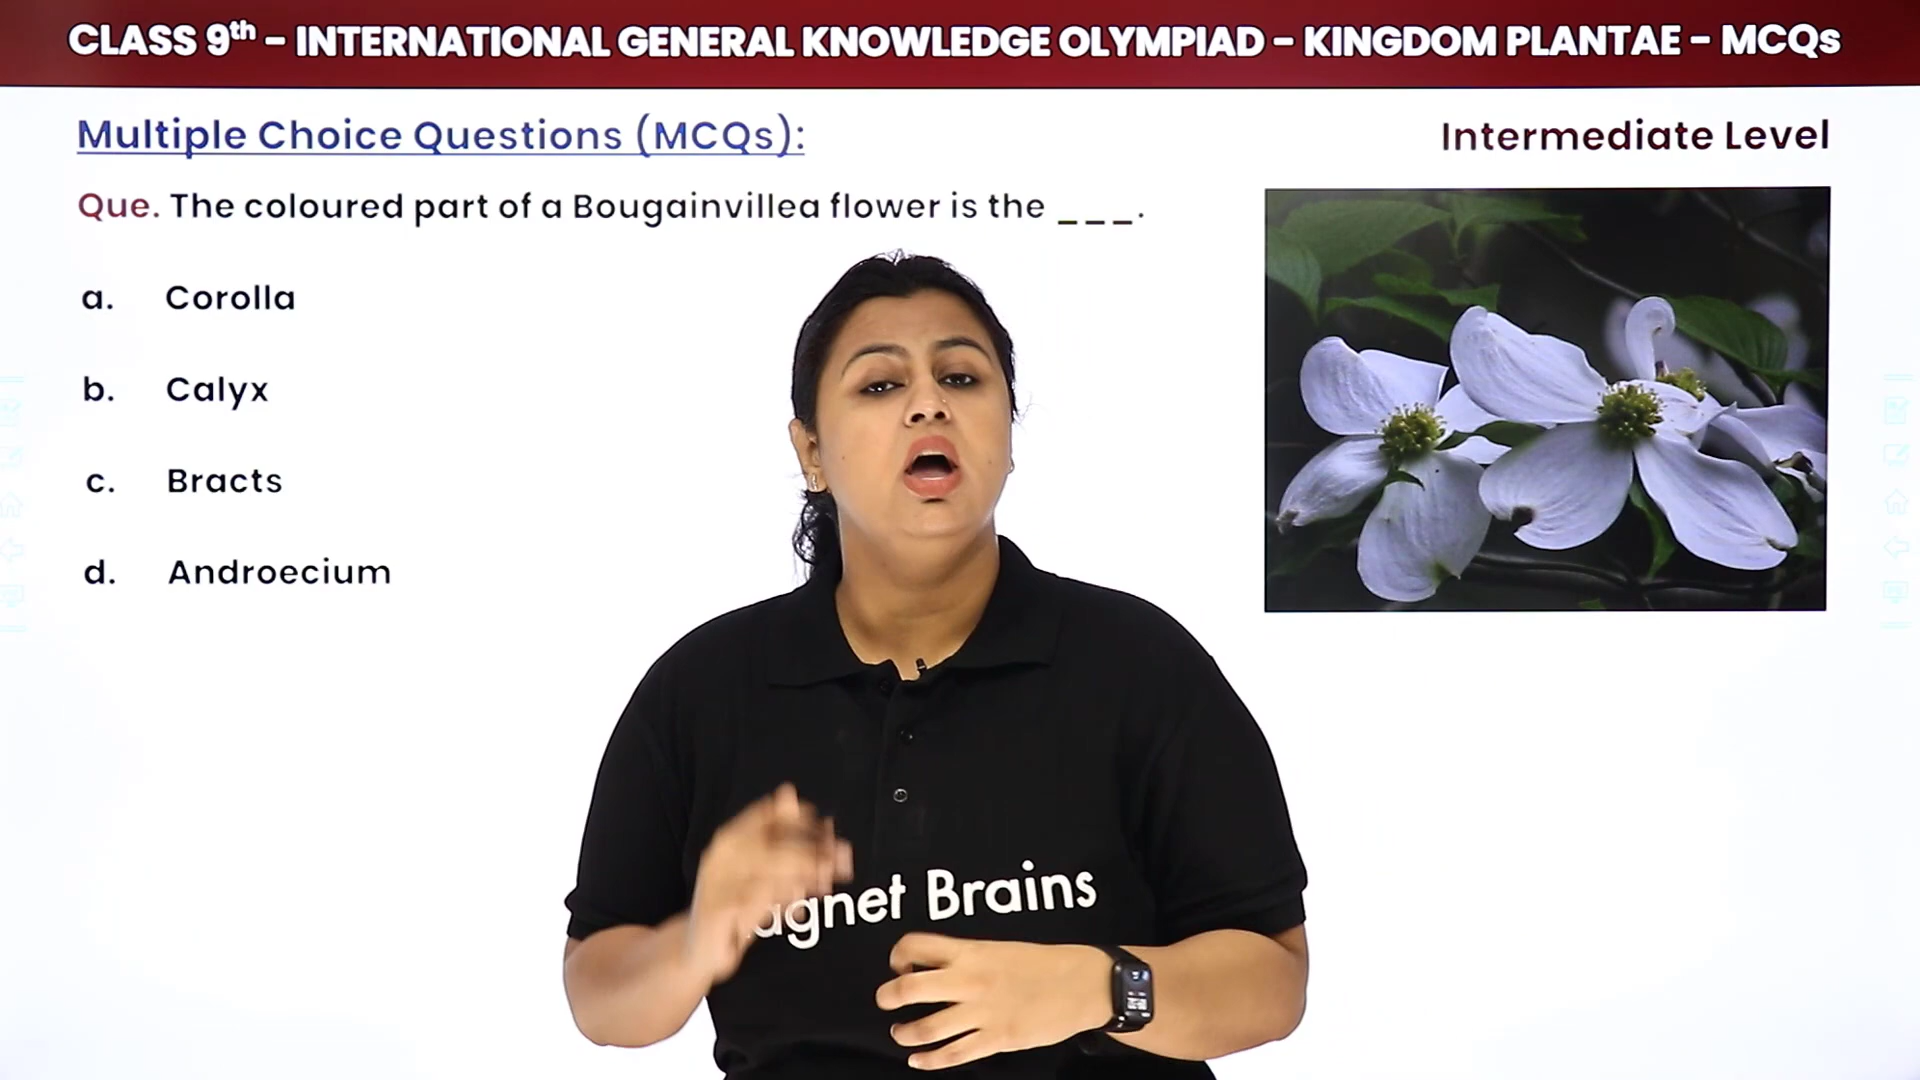 CLASS 9th - INTERNATIONAL GENERAL KNOWLEDGE OLYMPIAD - KINGDOM PLANTAE - MCQs
Multiple Choice Questions (MCQs):
Intermediate Level
Que. The coloured part of a Bougainvillea flower is the _ _ _.
a. Corolla
b. Calyx
c. Bracts
d. Androecium
agnet Brains